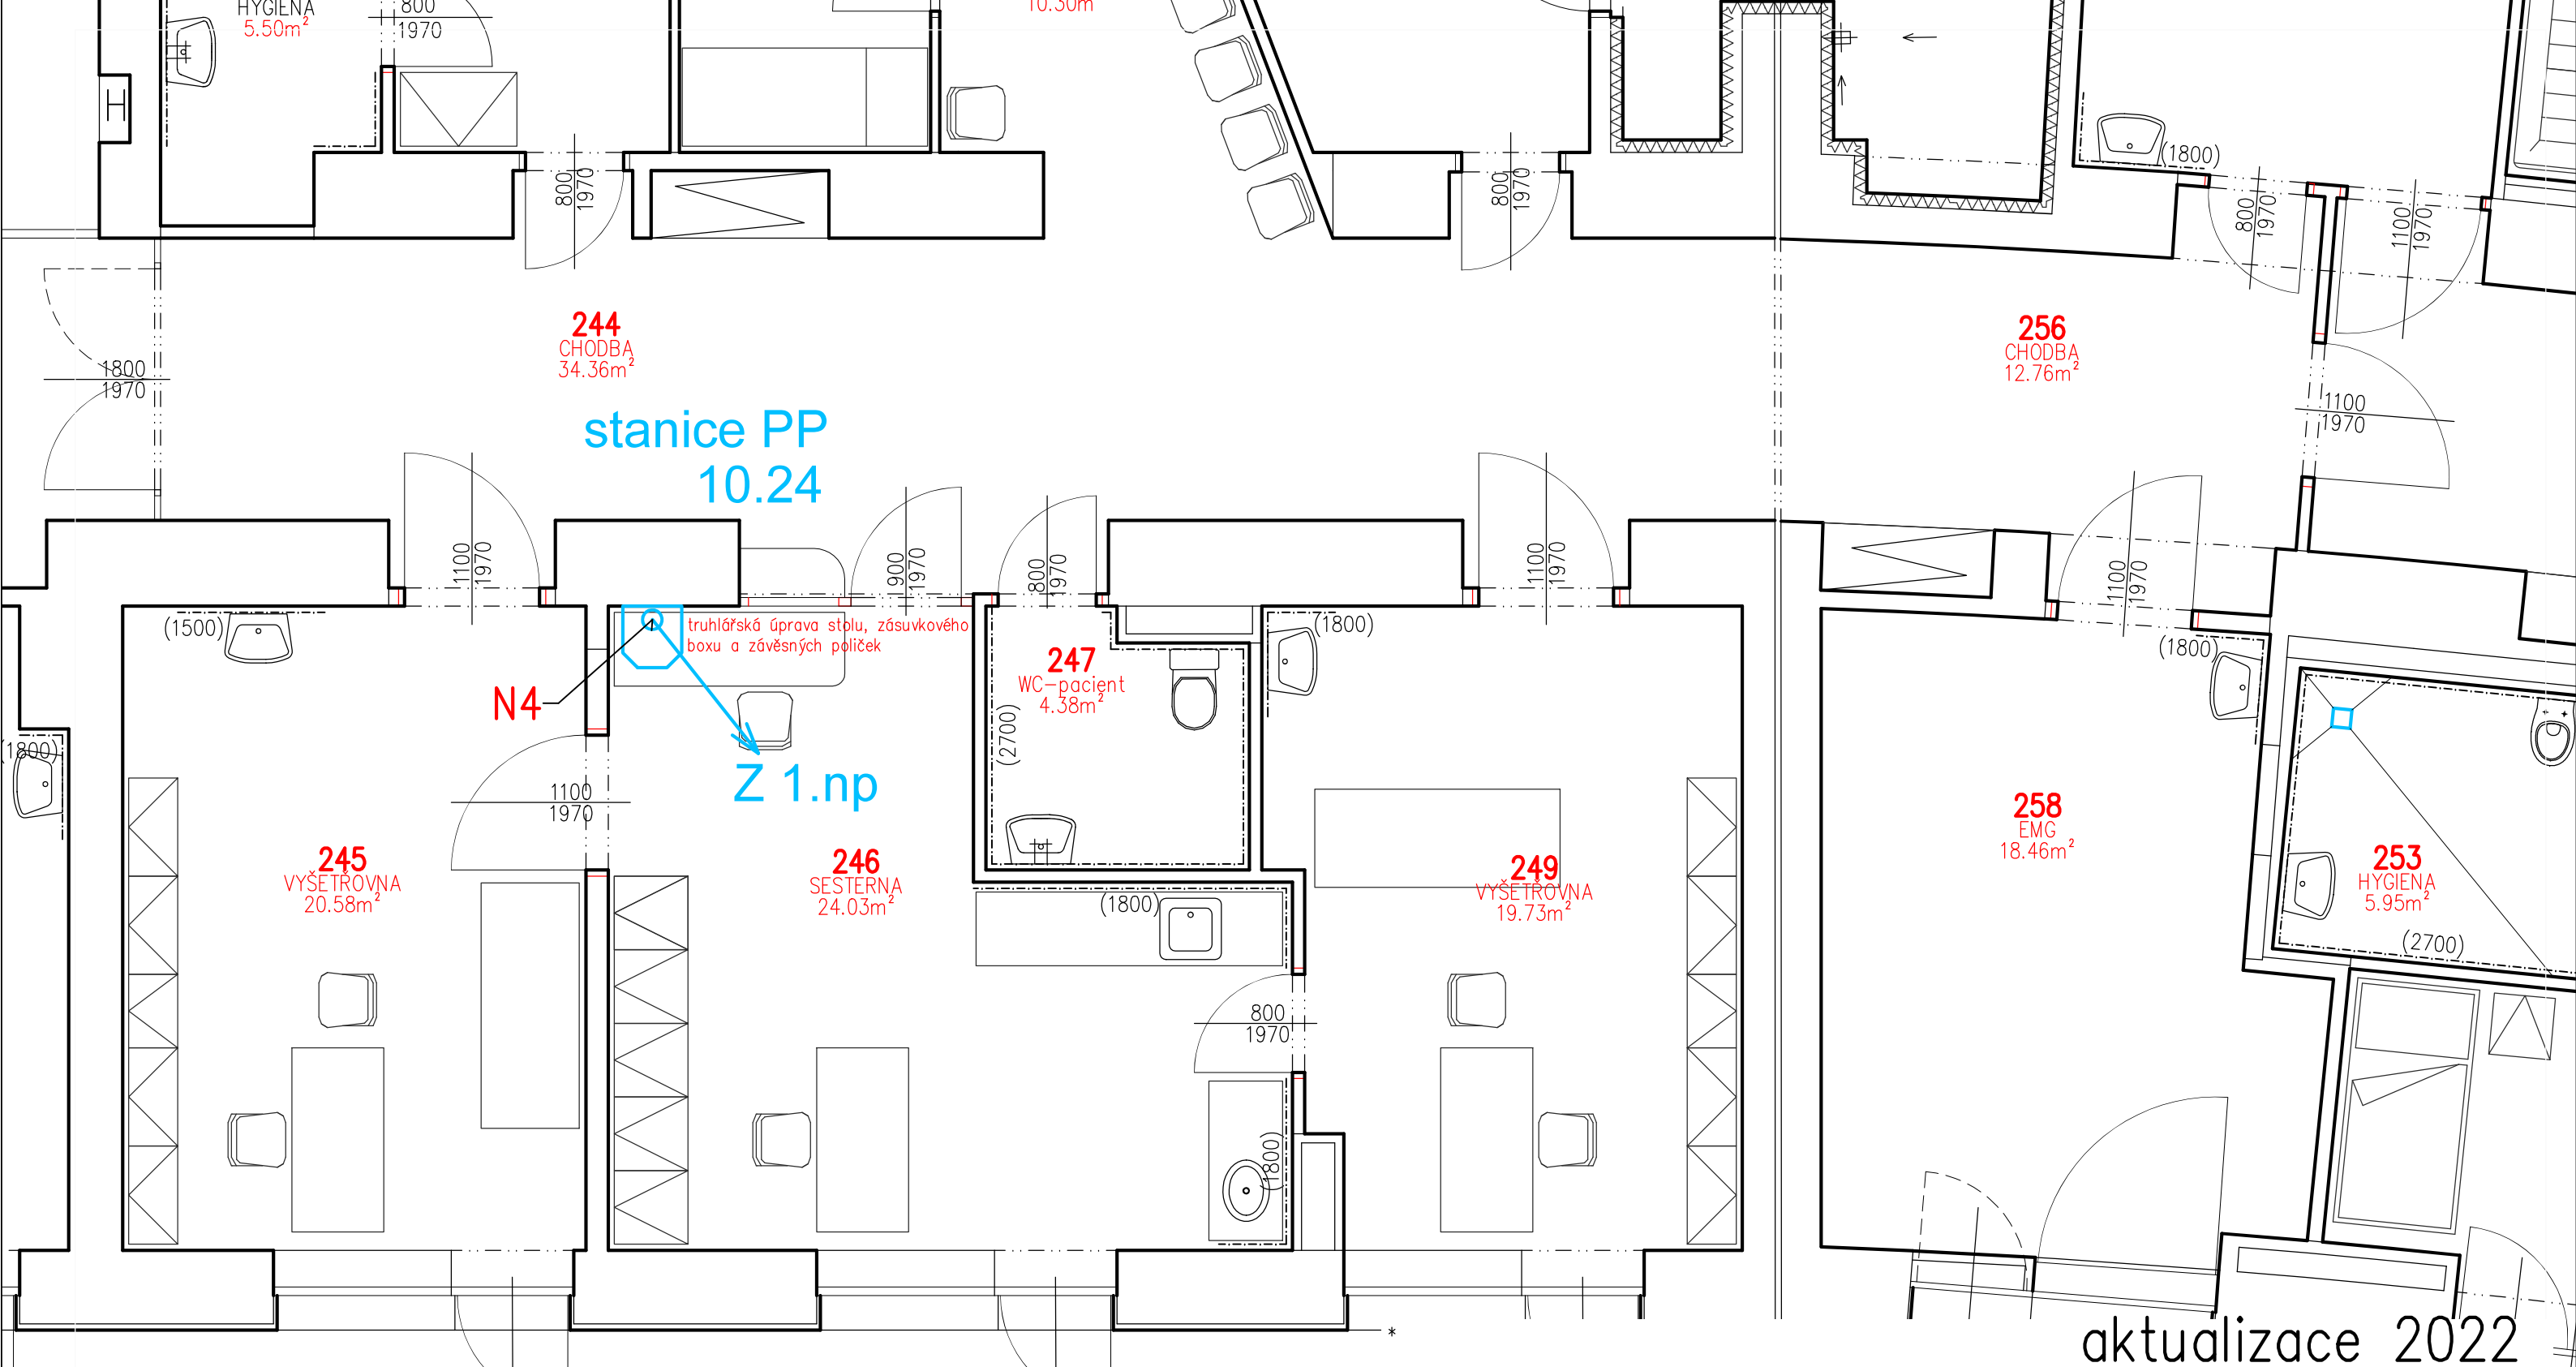 HYGIENA
5.50m²
800
1970
10.30m²
H
800
1970
800
1970
(1800)
800
1970
1100
1970
244
CHODBA
34.36m²
256
CHODBA
12.76m²
1800
1970
1100
1970
stanice PP
10.24
1100
1970
900
1970
800
1970
1100
1970
1100
1970
(1500)
truhlářská úprava stolu, zásuvkového
boxu a závěsných políček
(1800)
(1800)
247
WC-pacient
4.38m²
N4
(2700)
(1800)
Z 1.np
1100
1970
258
EMG
18.46m²
245
VYŠETŘOVNA
20.58m²
246
SESTERNA
24.03m²
249
VYŠETŘOVNA
19.73m²
253
HYGIENA
5.95m²
(1800)
(2700)
800
1970
(1800)
*
aktualizace 2022